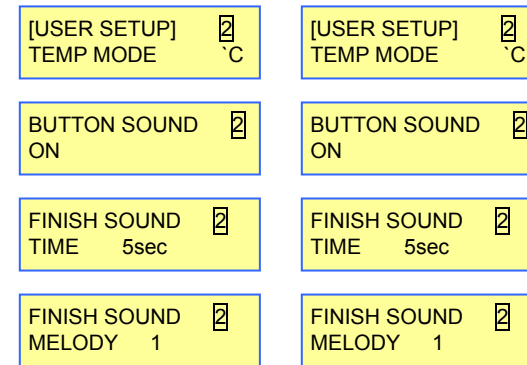 [USER SETUP] 2
TEMP MODE `C
BUTTON SOUND 2
ON
FINISH SOUND 2
TIME 5sec
FINISH SOUND 2
MELODY 1
[USER SETUP] 2
TEMP MODE `C
BUTTON SOUND 2
ON
FINISH SOUND 2
TIME 5sec
FINISH SOUND 2
MELODY 1